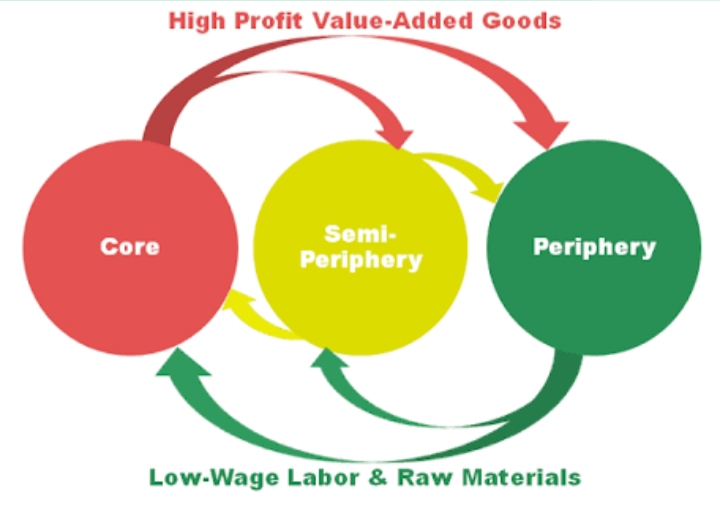 High Profit Value-Added Goods
Core
Semi-
Periphery
Periphery
Low-Wage Labor & Raw Materials